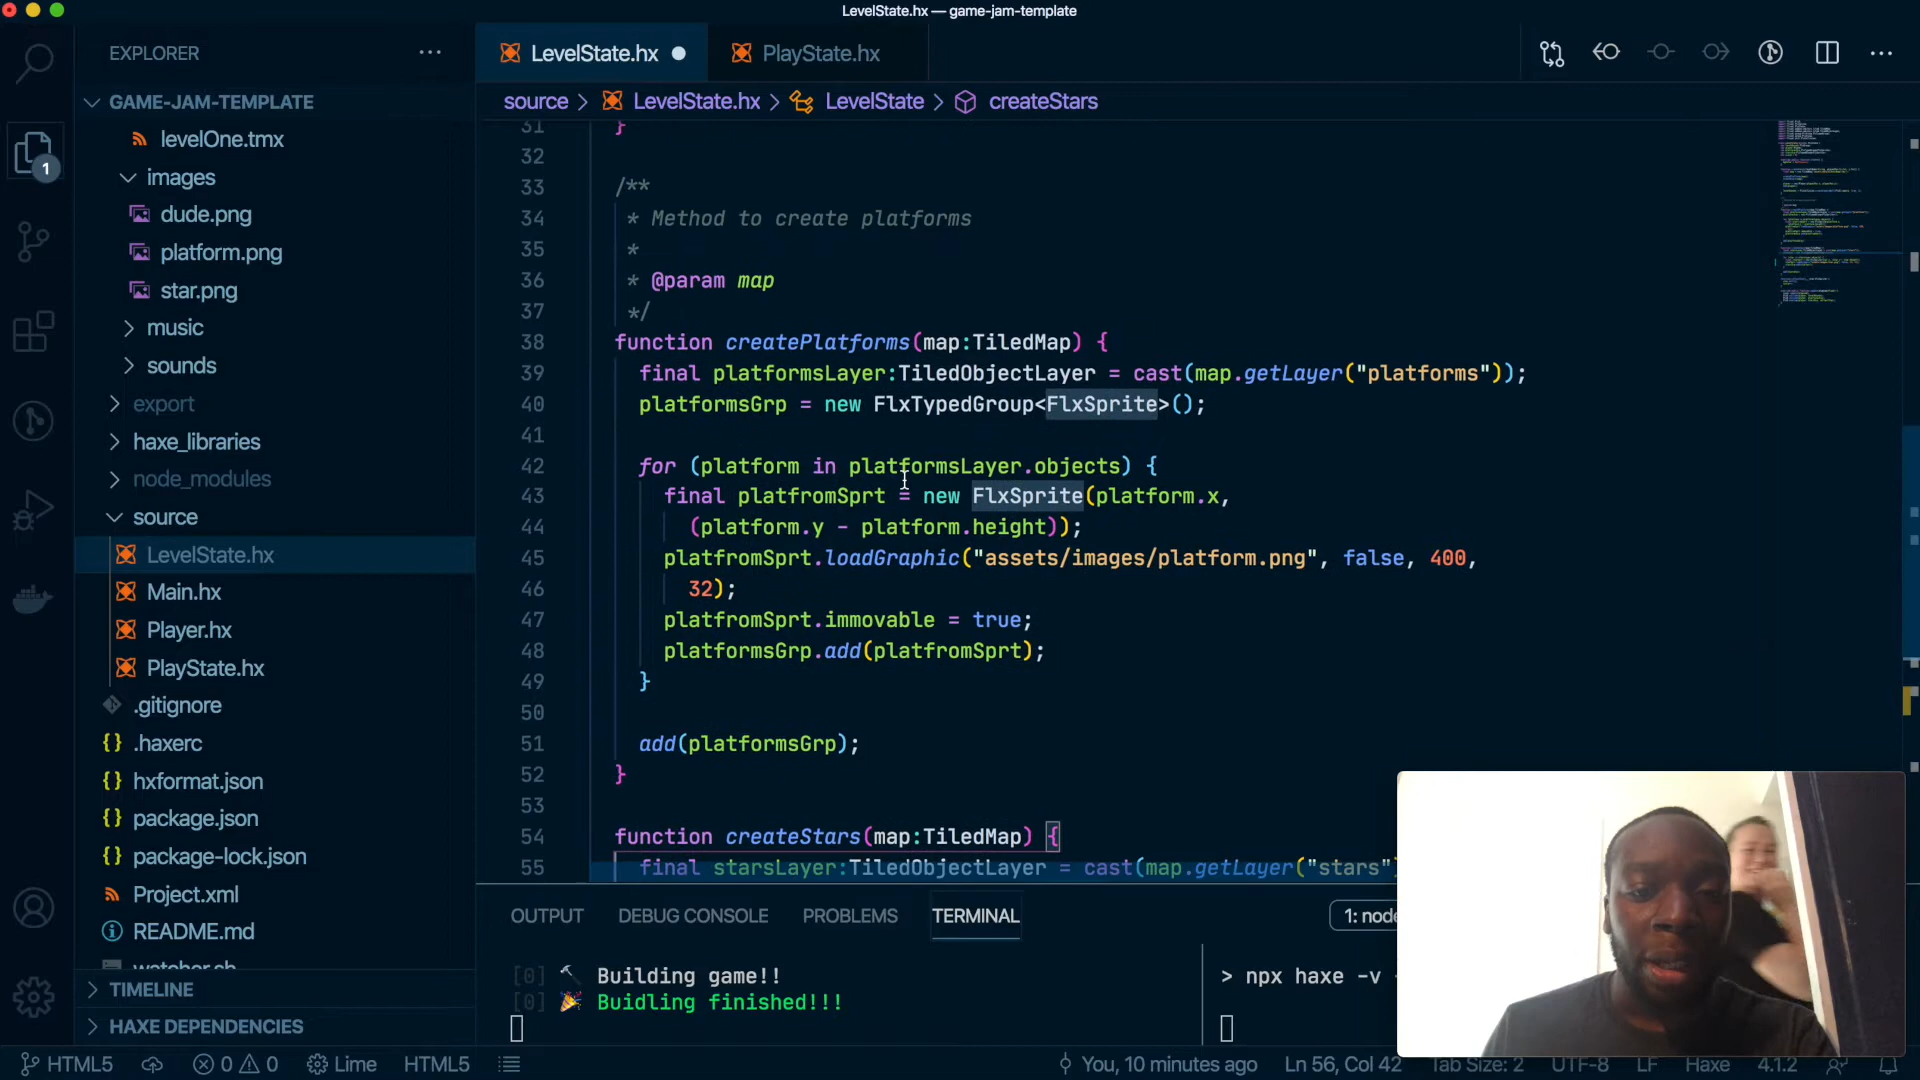 LevelState.hx — game-jam-template
EXPLORER
LevelState.hx
PlayState.hx
source > LevelState.hx > LevelState > createStars
GAME-JAM-TEMPLATE
levelOne.tmx
images
dude.png
platform.png
star.png
music
sounds
export
haxe_libraries
node_modules
source
LevelState.hx
Main.hx
Player.hx
PlayState.hx
.gitignore
.haxerc
hxformat.json
package.json
package-lock.json
Project.xml
README.md
watcher.sh
TIMELINE
HAXE DEPENDENCIES
1
31 }
32
33 /**
34 * Method to create platforms
35 *
36 * @param map
37 */
38 function createPlatforms(map:TiledMap) {
39 final platformsLayer:TiledObjectLayer = cast(map.getLayer("platforms"));
40 platformsGrp = new FlxTypedGroup<FlxSprite>();
41
42 for (platform in platformsLayer.objects) {
43 final platfromSprt = new FlxSprite(platform.x,
44 (platform.y - platform.height));
45 platfromSprt.loadGraphic("assets/images/platform.png", false, 400,
46 32);
47 platfromSprt.immovable = true;
48 platformsGrp.add(platfromSprt);
49 }
50
51 add(platformsGrp);
52 }
53
54 function createStars(map:TiledMap) {
55 final starsLayer:TiledObjectLayer = cast(map.getLayer("stars")
OUTPUT DEBUG CONSOLE PROBLEMS TERMINAL 1: node
[0] 🔨 Building game!!
[0] 🎉 Buidling finished!!!
> npx haxe -v
HTML5 0 0 Lime HTML5 You, 10 minutes ago Ln 56, Col 42 Tab Size: 2 UTF-8 LF Haxe 4.1.2